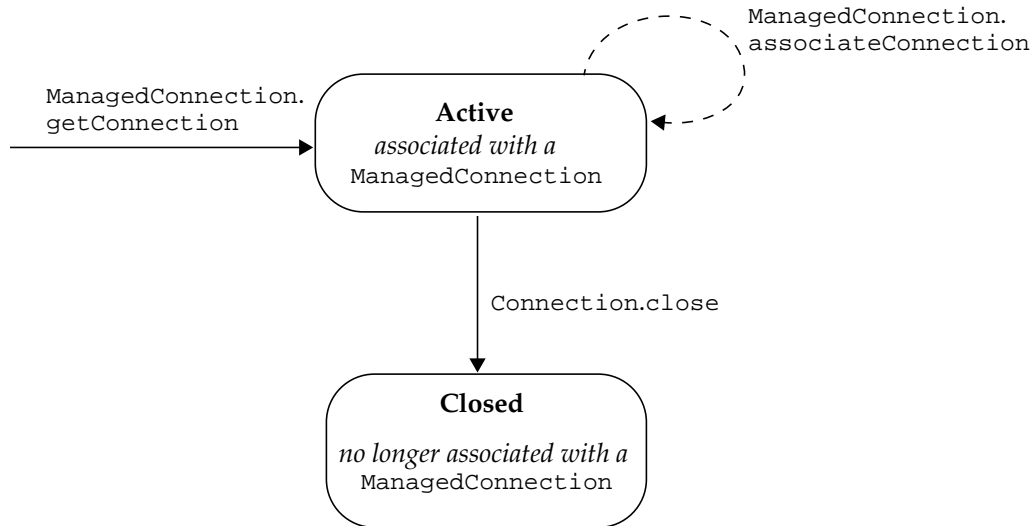 ManagedConnection.
associateConnection
ManagedConnection.
getConnection
Active
associated with a
ManagedConnection
Connection.close
Closed
no longer associated with a
ManagedConnection